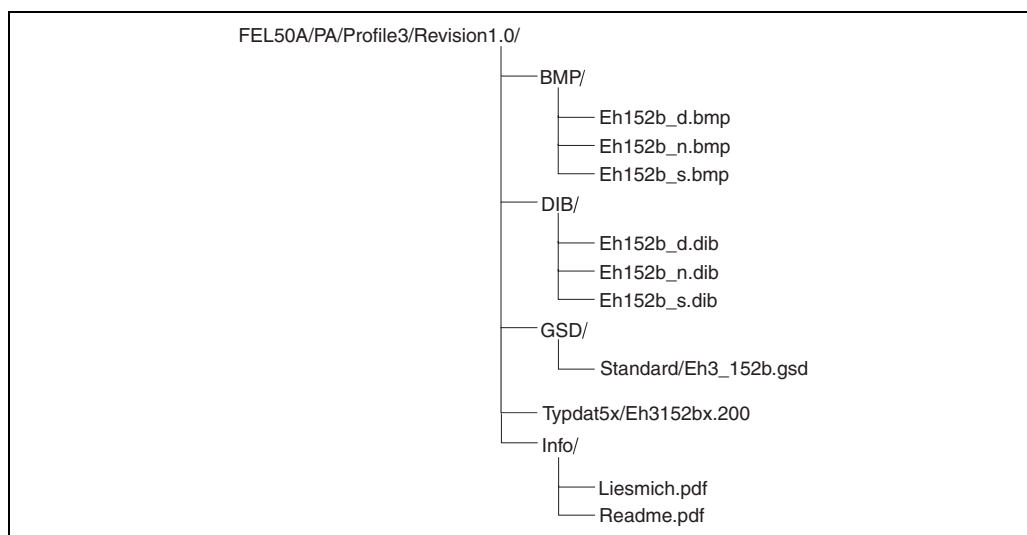 FEL50A/PA/Profile3/Revision1.0/
BMP/
Eh152b_d.bmp
Eh152b_n.bmp
Eh152b_s.bmp
DIB/
Eh152b_d.dib
Eh152b_n.dib
Eh152b_s.dib
GSD/
Standard/Eh3_152b.gsd
Typdat5x/Eh3152bx.200
Info/
Liesmich.pdf
Readme.pdf